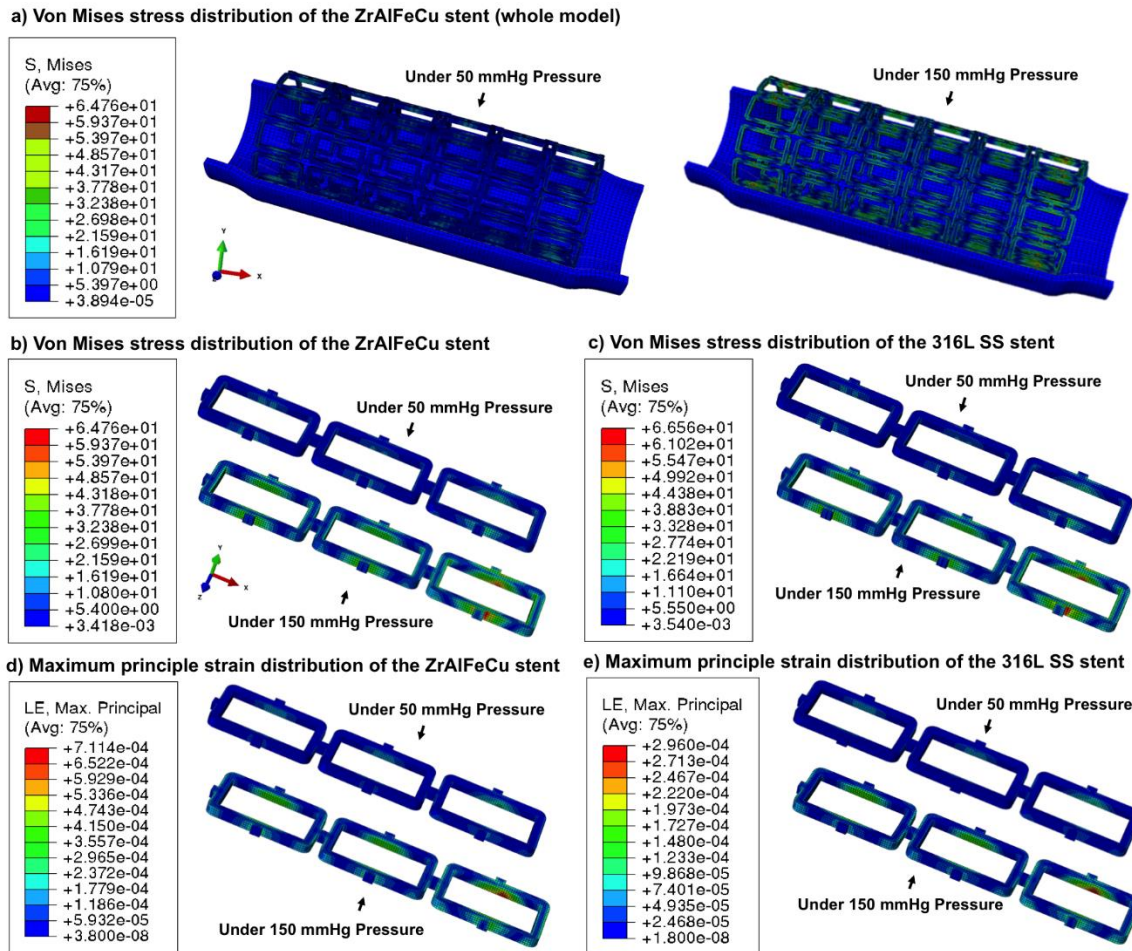 a) Von Mises stress distribution of the ZrAlFeCu stent (whole model)
S, Mises
(Avg: 75%)
+6.476e+01
+5.937e+01
+5.397e+01
+4.857e+01
+4.317e+01
+3.778e+01
+3.238e+01
+2.698e+01
+2.159e+01
+1.619e+01
+1.079e+01
+5.397e+00
+3.894e-05
Under 50 mmHg Pressure
Under 150 mmHg Pressure
Y
X
Z
b) Von Mises stress distribution of the ZrAlFeCu stent
S, Mises
(Avg: 75%)
+6.476e+01
+5.937e+01
+5.397e+01
+4.857e+01
+4.318e+01
+3.778e+01
+3.238e+01
+2.699e+01
+2.159e+01
+1.619e+01
+1.080e+01
+5.400e+00
+3.418e-03
Under 50 mmHg Pressure
Y
X
Z
Under 150 mmHg Pressure
c) Von Mises stress distribution of the 316L SS stent
S, Mises
(Avg: 75%)
+6.656e+01
+6.102e+01
+5.547e+01
+4.992e+01
+4.438e+01
+3.883e+01
+3.328e+01
+2.774e+01
+2.219e+01
+1.664e+01
+1.110e+01
+5.550e+00
+3.540e-03
Under 50 mmHg Pressure
Under 150 mmHg Pressure
d) Maximum principle strain distribution of the ZrAlFeCu stent
LE, Max. Principal
(Avg: 75%)
+7.114e-04
+6.522e-04
+5.929e-04
+5.336e-04
+4.743e-04
+4.150e-04
+3.557e-04
+2.965e-04
+2.372e-04
+1.779e-04
+1.186e-04
+5.932e-05
+3.800e-08
Under 50 mmHg Pressure
Under 150 mmHg Pressure
e) Maximum principle strain distribution of the 316L SS stent
LE, Max. Principal
(Avg: 75%)
+2.960e-04
+2.713e-04
+2.467e-04
+2.220e-04
+1.973e-04
+1.727e-04
+1.480e-04
+1.233e-04
+9.868e-05
+7.401e-05
+4.935e-05
+2.468e-05
+1.800e-08
Under 50 mmHg Pressure
Under 150 mmHg Pressure